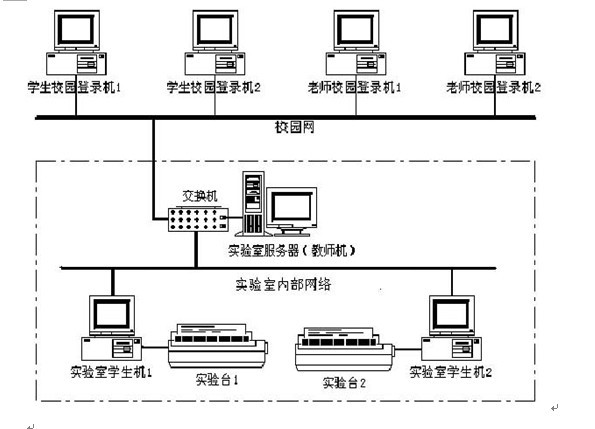 学生校园登录机1
学生校园登录机2
老师校园登录机1
老师校园登录机2
校园网
交换机
实验室服务器（教师机）
实验室内部网络
实验室学生机1
实验台1
实验台2
实验室学生机2